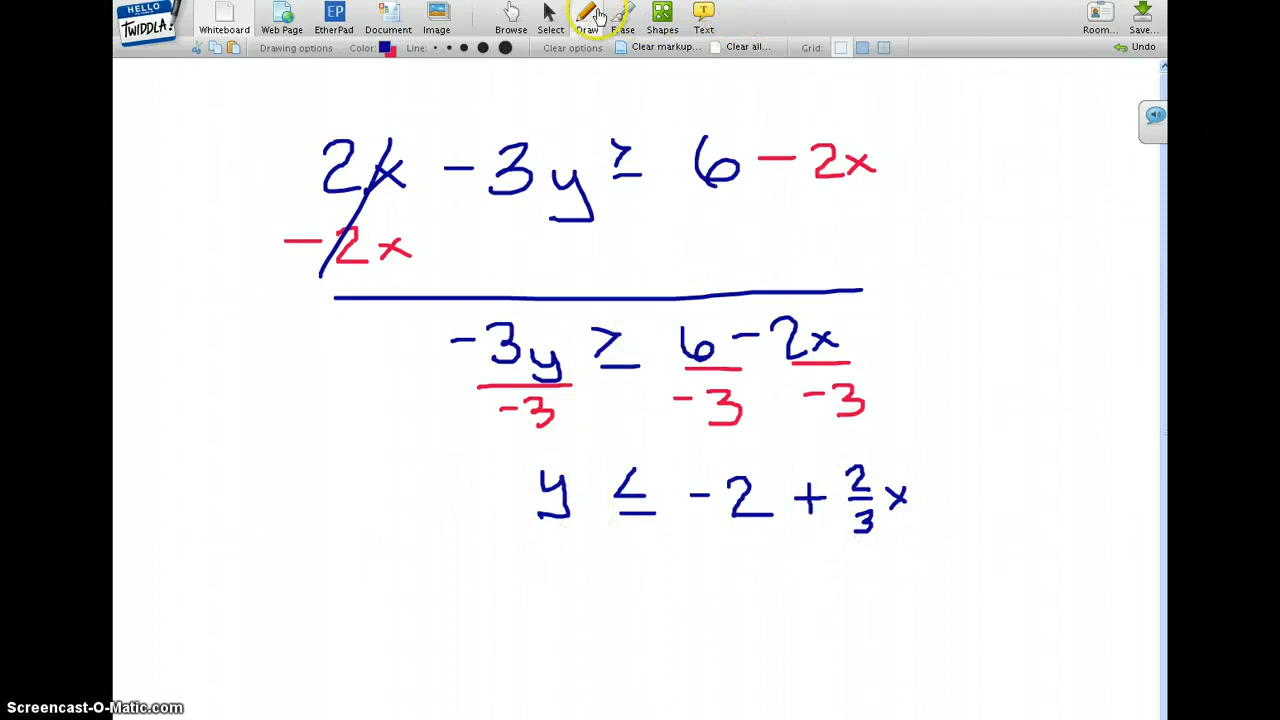 HELLO
TWIDDLA!
Whiteboard Web Page EtherPad Document Image Browse Select Draw Erase Shapes Text Room... Save...
EP
Drawing options Color: Line: Clear options Clear markup... Clear all... Grid: Undo
2x - 3y ≥ 6 - 2x
- 2x
-3y ≥ 6 - 2x
-3 -3 -3
y ≤ -2 + 2/3 x
Screencast-O-Matic.com